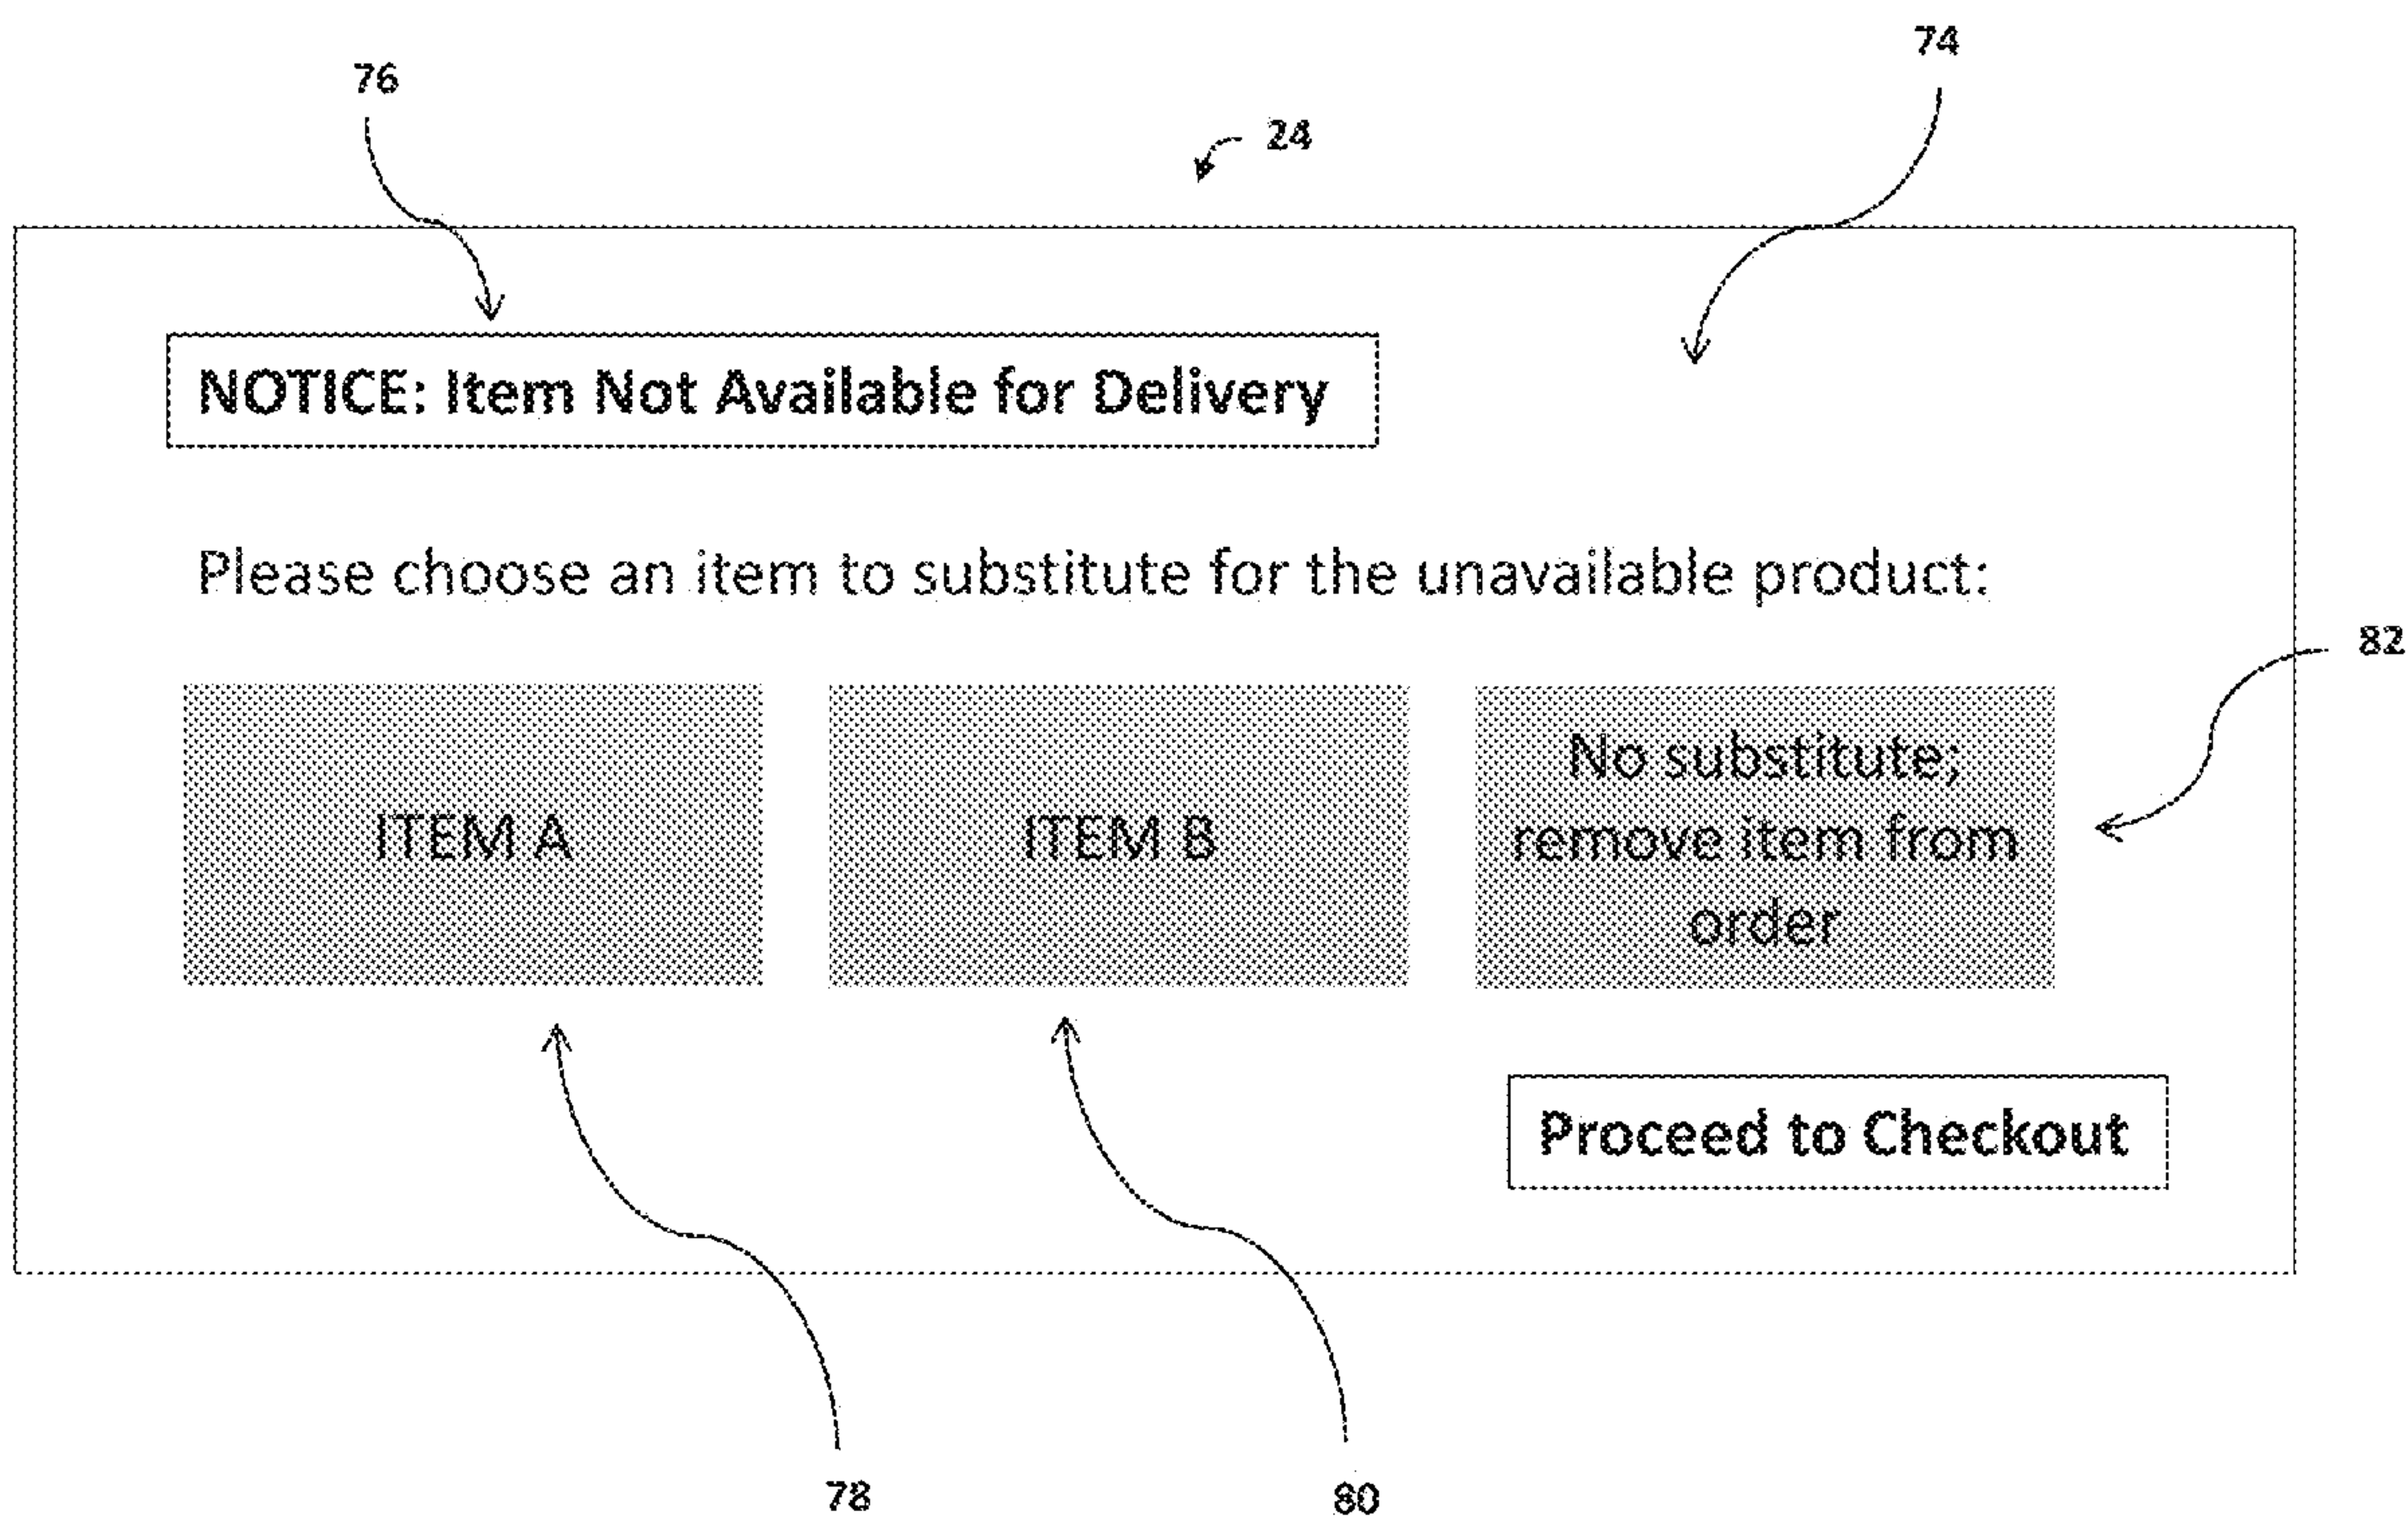 74
76
24
NOTICE: Item Not Available for Delivery
Please choose an item to substitute for the unavailable product:
82
ITEM A
ITEM B
No substitute;
remove item from
order
Proceed to Checkout
78
80